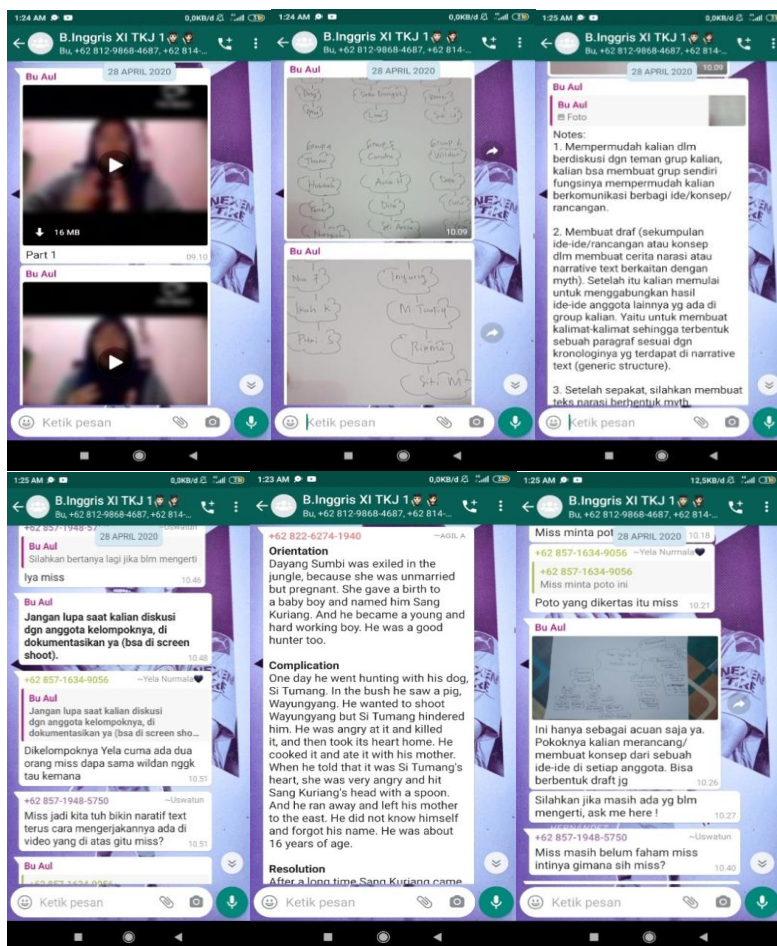 1:24 AM
0,0KB/d
B.Inggris XI TKJ 1
Bu, +62 812-9868-4687, +62 814-...
28 APRIL 2020
Bu Aul
16 MB
Part 1
09.10
Bu Aul
Ketik pesan
1:24 AM
0,0KB/d
B.Inggris XI TKJ 1
Bu, +62 812-9868-4687, +62 814-...
28 APRIL 2020
Bu Aul
10.09
Bu Aul
M Taufiq
Risma
Siti M
Ketik pesan
1:25 AM
0,0KB/d
B.Inggris XI TKJ 1
Bu, +62 812-9868-4687, +62 814-...
10.09
28 APRIL 2020
Bu Aul
Bu Aul
Foto
Notes:
1. Mempermudah kalian dlm
berdiskusi dgn teman grup kalian,
kalian bsa membuat grup sendiri
fungsinya mempermudah kalian
berkomunikasi berbagi ide/konsep/
rancangan.
2. Membuat draf (sekumpulan
ide-ide/rancangan atau konsep
dlm membuat cerita narasi atau
narrative text berkaitan dengan
myth). Setelah itu kalian memulai
untuk menggabungkan hasil
ide-ide anggota lainnya yg ada di
group kalian. Yaitu untuk membuat
kalimat-kalimat sehingga terbentuk
sebuah paragraf sesuai dgn
kronologinya yg terdapat di narrative
text (generic structure).
3. Setelah sepakat, silahkan membuat
teks narasi berbentuk myth.
Ketik pesan
1:25 AM
0,0KB/d
B.Inggris XI TKJ 1
Bu, +62 812-9868-4687, +62 814-...
+62 857-1948-57
~Uswatun
28 APRIL 2020
Bu Aul
Silahkan bertanya lagi jika blm mengerti
Iya miss
10.46
Bu Aul
Jangan lupa saat kalian diskusi
dgn anggota kelompoknya, di
dokumentasikan ya (bsa di screen
shoot).
10.48
+62 857-1634-9056 ~Yela Nurmala
Bu Aul
Jangan lupa saat kalian diskusi
dgn anggota kelompoknya, di
dokumentasikan ya (bsa di screen sho...
Dikelompoknya Yela cuma ada dua
orang miss dapa sama wildan nggk
tau kemana
10.51
+62 857-1948-5750 ~Uswatun
Miss jadi kita tuh bikin naratif text
terus cara mengerjakannya ada di
video yang di atas gitu miss?
10.51
Bu Aul
Ketik pesan
1:23 AM
0,0KB/d
B.Inggris XI TKJ 1
Bu, +62 812-9868-4687, +62 814-...
+62 822-6274-1940 ~AGIL A
Orientation
Dayang Sumbi was exiled in the
jungle, because she was unmarried
but pregnant. She gave a birth to
a baby boy and named him Sang
Kuriang. And he became a young and
hard working boy. He was a good
hunter too.
Complication
One day he went hunting with his dog,
Si Tumang. In the bush he saw a pig,
Wayungyang. He wanted to shoot
Wayungyang but Si Tumang hindered
him. He was angry at it and killed
it, and then took its heart home. He
cooked it and ate it with his mother.
When he told that it was Si Tumang's
heart, she was very angry and hit
Sang Kuriang's head with a spoon.
And he ran away and left his mother
to the east. He did not know himself
and forgot his name. He was about
16 years of age.
Resolution
After a long time Sang Kuriang came
Ketik pesan
1:25 AM
12,5KB/d
B.Inggris XI TKJ 1
Bu, +62 812-9868-4687, +62 814-...
Miss minta pot
10.18
28 APRIL 2020
+62 857-1634-9056 ~Yela Nurmala
+62 857-1634-9056
Miss minta poto ini
Poto yang dikertas itu miss
10.21
Bu Aul
Ini hanya sebagai acuan saja ya.
Pokoknya kalian merancang/
membuat konsep dari sebuah
ide-ide di setiap anggota. Bisa
berbentuk draft jg
10.26
Silahkan jika masih ada yg blm
mengerti, ask me here !
10.27
+62 857-1948-5750 ~Uswatun
Miss masih belum faham miss
intinya gimana sih miss?
10.40
Ketik pesan